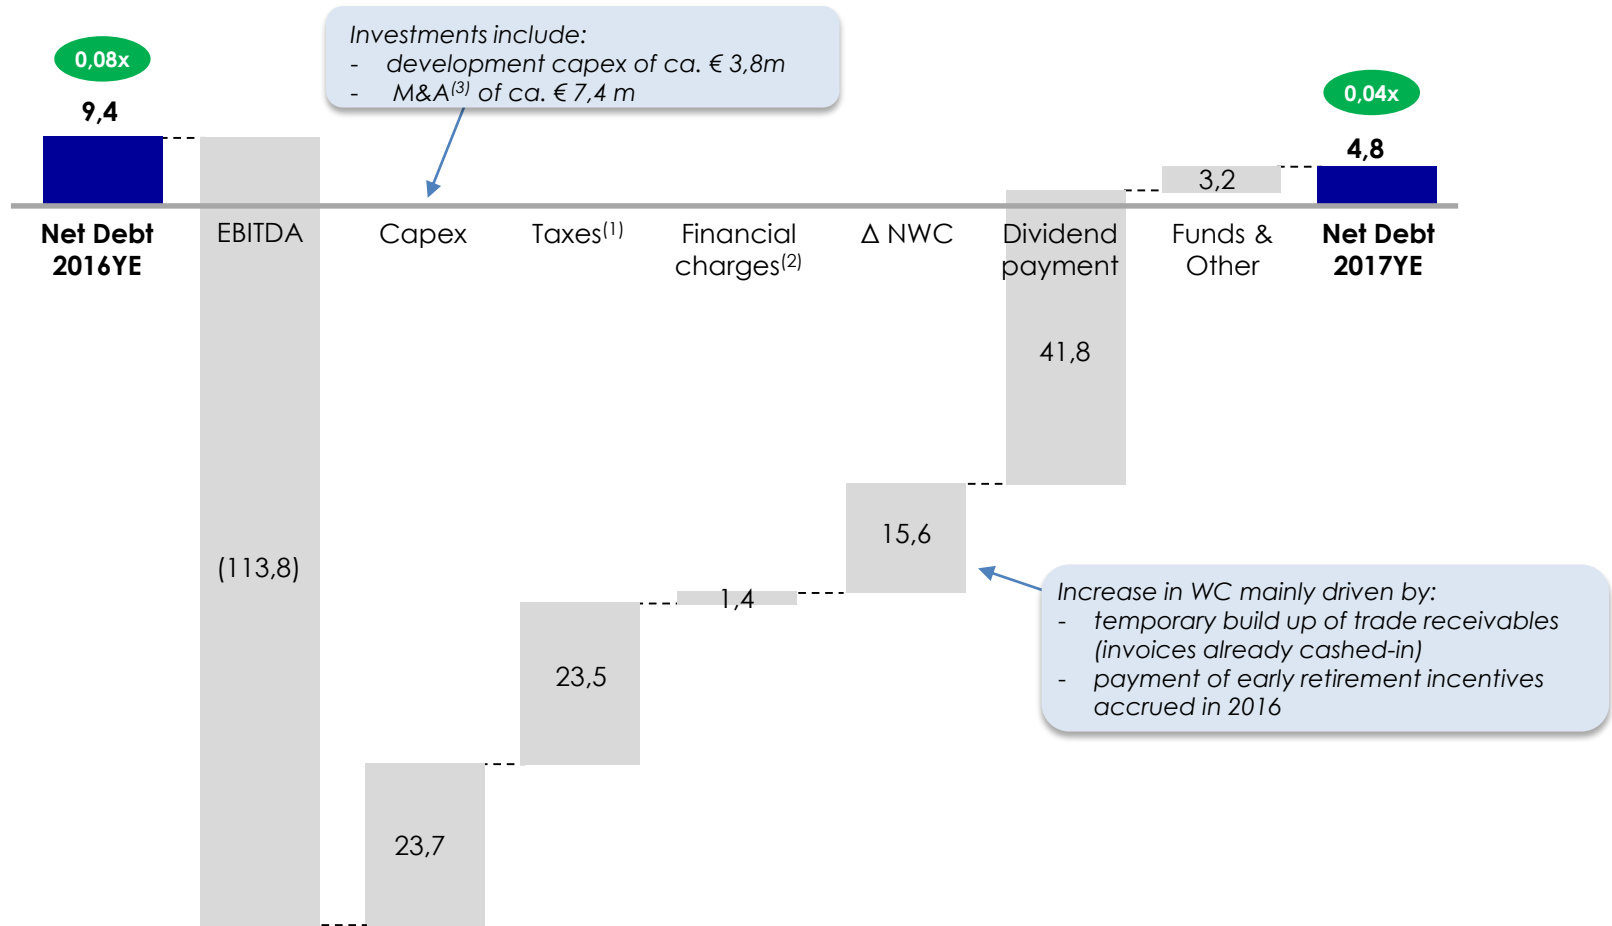 Investments include:
- development capex of ca. € 3,8m
- M&A(3) of ca. € 7,4 m
0,08x
9,4
0,04x
4,8
3,2
Net Debt
2016YE
EBITDA
Capex
Taxes(1)
Financial
charges(2)
Δ NWC
Dividend
payment
Funds &
Other
Net Debt
2017YE
41,8
15,6
(113,8)
1,4
23,5
23,7
Increase in WC mainly driven by:
- temporary build up of trade receivables
(invoices already cashed-in)
- payment of early retirement incentives
accrued in 2016